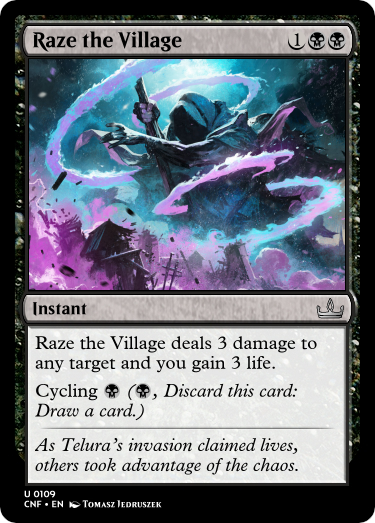 Raze the Village 1
Instant
Raze the Village deals 3 damage to
any target and you gain 3 life.
Cycling (, Discard this card:
Draw a card.)
As Telura's invasion claimed lives,
others took advantage of the chaos.
U 0109
CNF • EN Tomasz Jedruszek